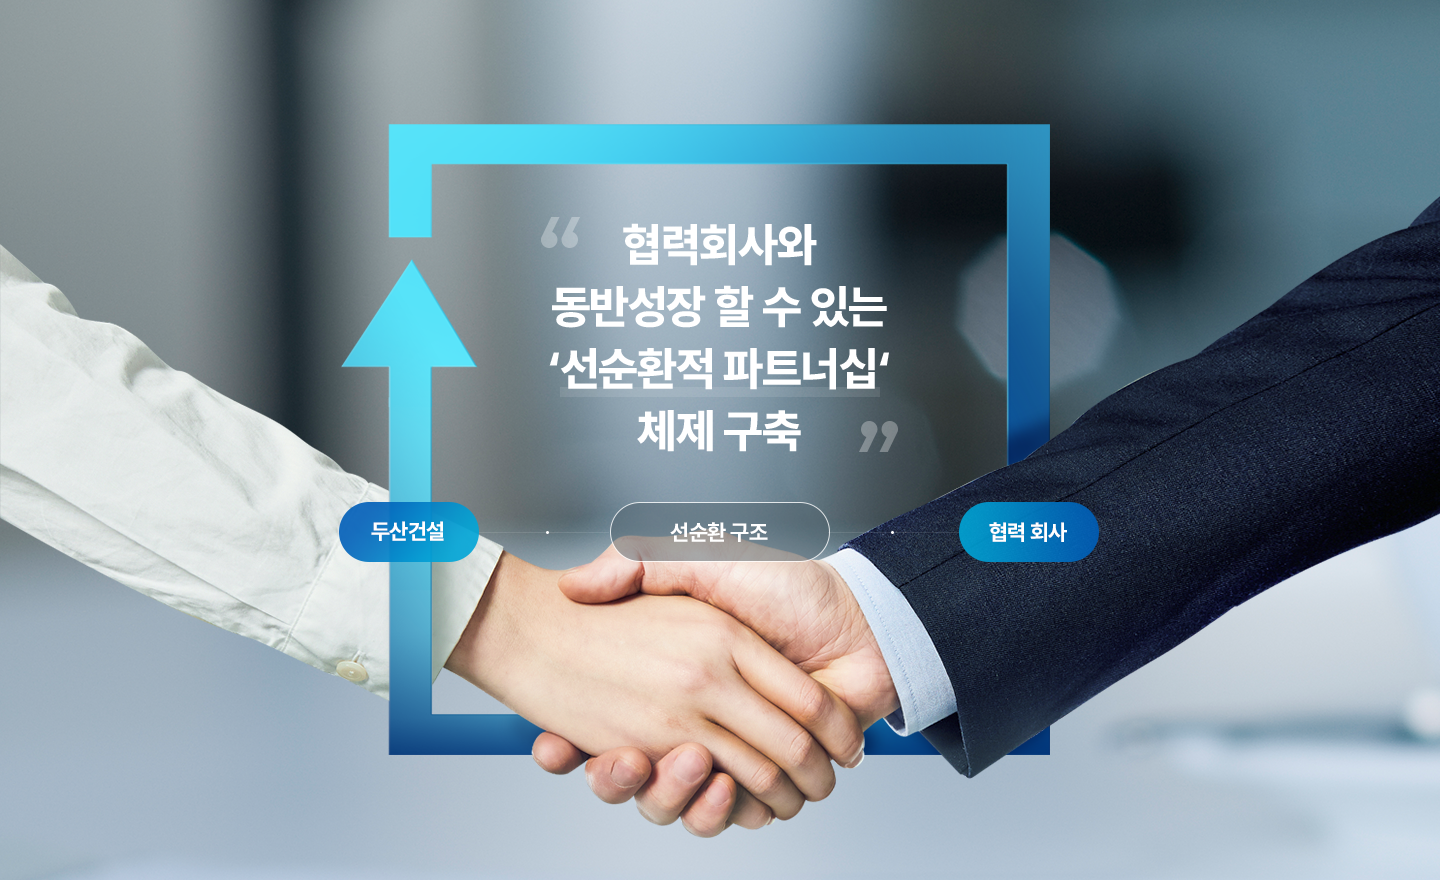 “ 협력회사와
동반성장 할 수 있는
‘선순환적 파트너십‘
체제 구축 ”
두산건설 선순환 구조 협력 회사